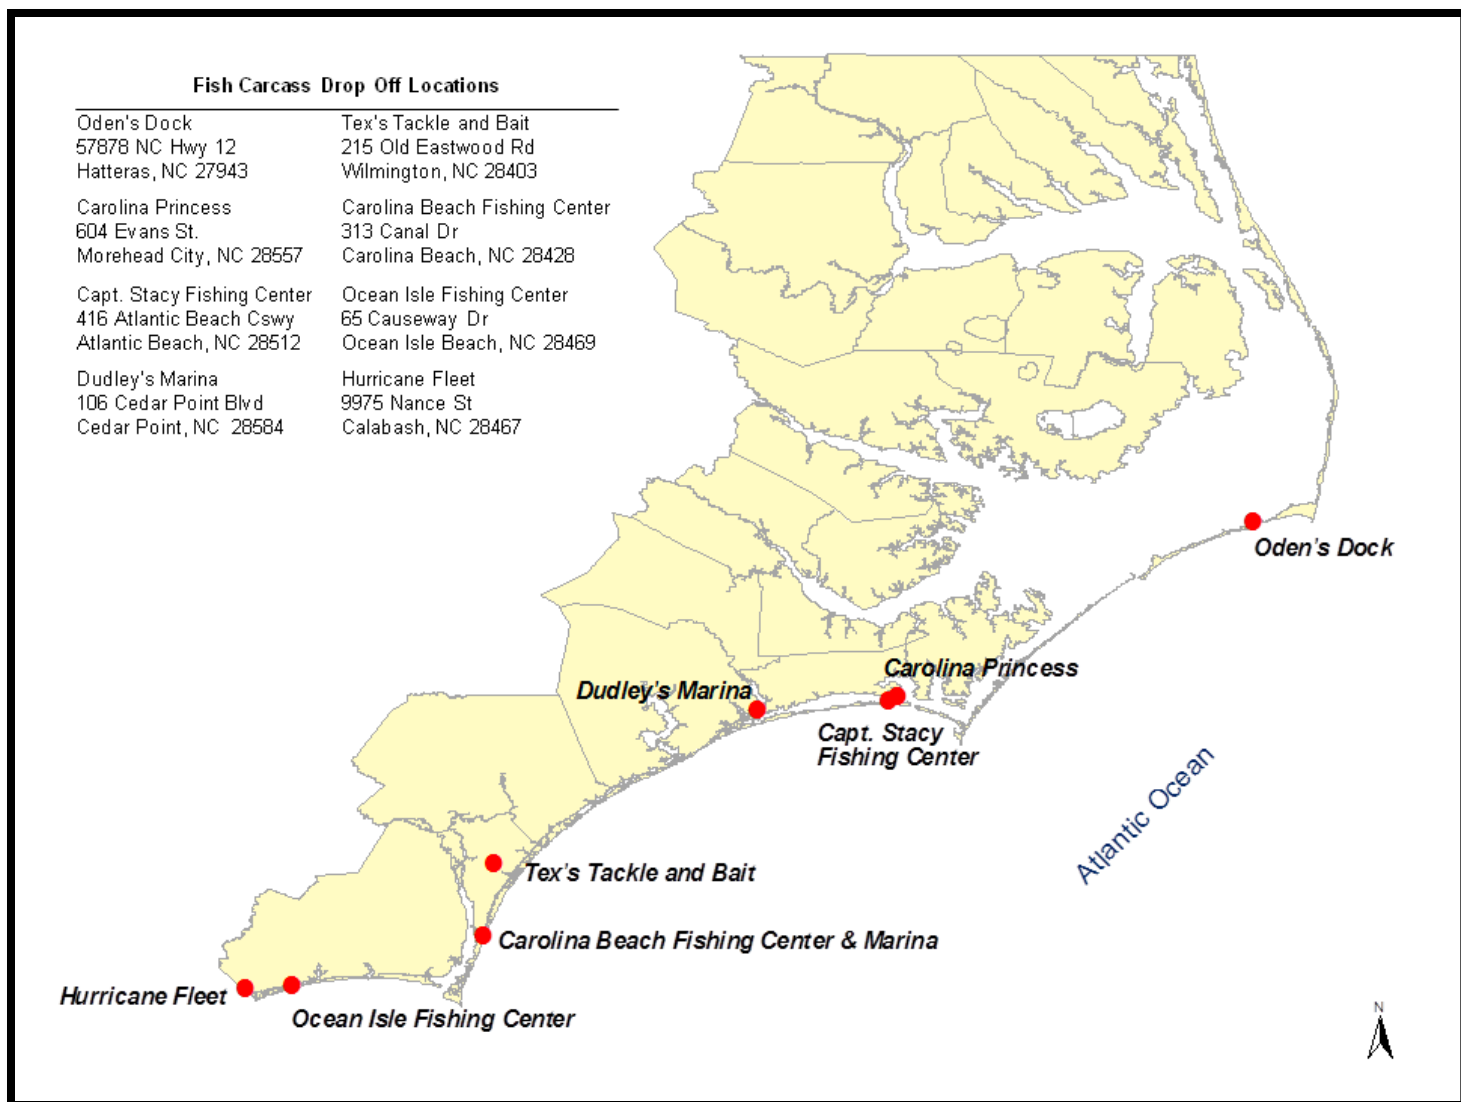 Fish Carcass Drop Off Locations
Oden's Dock
57878 NC Hwy 12
Hatteras, NC 27943
Tex's Tackle and Bait
215 Old Eastwood Rd
Wilmington, NC 28403
Carolina Princess
604 Evans St.
Morehead City, NC 28557
Carolina Beach Fishing Center
313 Canal Dr
Carolina Beach, NC 28428
Capt. Stacy Fishing Center
416 Atlantic Beach Cswy
Atlantic Beach, NC 28512
Ocean Isle Fishing Center
65 Causeway Dr
Ocean Isle Beach, NC 28469
Dudley's Marina
106 Cedar Point Blvd
Cedar Point, NC 28584
Hurricane Fleet
9975 Nance St
Calabash, NC 28467
Oden's Dock
Carolina Princess
Dudley's Marina
Capt. Stacy
Fishing Center
Atlantic Ocean
Tex's Tackle and Bait
Carolina Beach Fishing Center & Marina
Hurricane Fleet
Ocean Isle Fishing Center
N